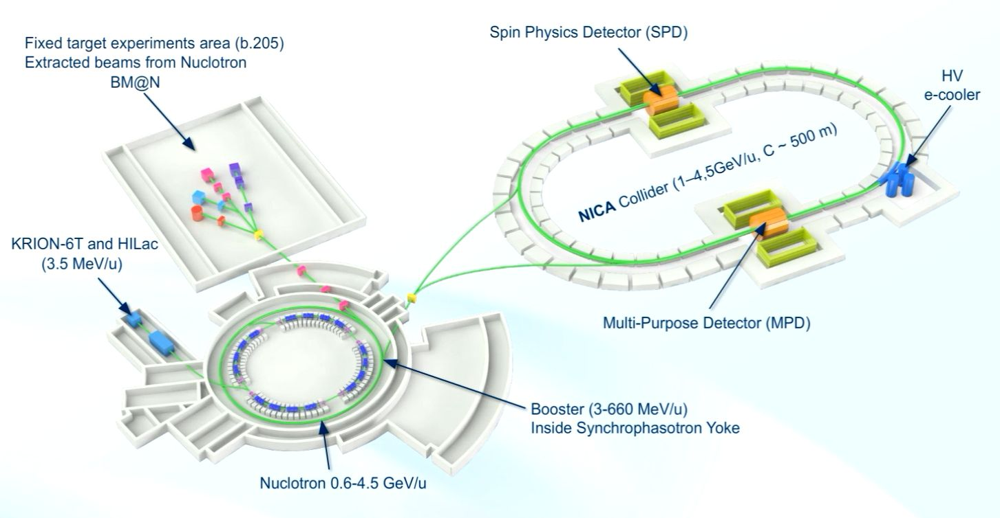 Spin Physics Detector (SPD)
Fixed target experiments area (b.205)
Extracted beams from Nuclotron
BM@N
HV
e-cooler
NICA Collider (1–4,5GeV/u, C ~ 500 m)
KRION-6T and HILac
(3.5 MeV/u)
Multi-Purpose Detector (MPD)
Booster (3-660 MeV/u)
Inside Synchrophasotron Yoke
Nuclotron 0.6-4.5 GeV/u